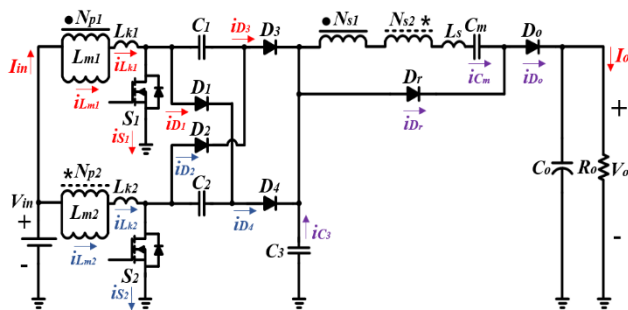 ● Np1 Lk1 C1 iD3 D3 ● Ns1 Ns2 * Ls Cm Do
Iin Lm1 iLk1 iCm iDo Io
iLm1 D1 Dr
S1 iD1 iDr
iS1 D2 +
* Np2 iD2
Vin Lk2 C2 D4 Co Ro Vo
+ Lm2 iLk2 iD4 iC3
- iLm2 C3 -
S2
iS2